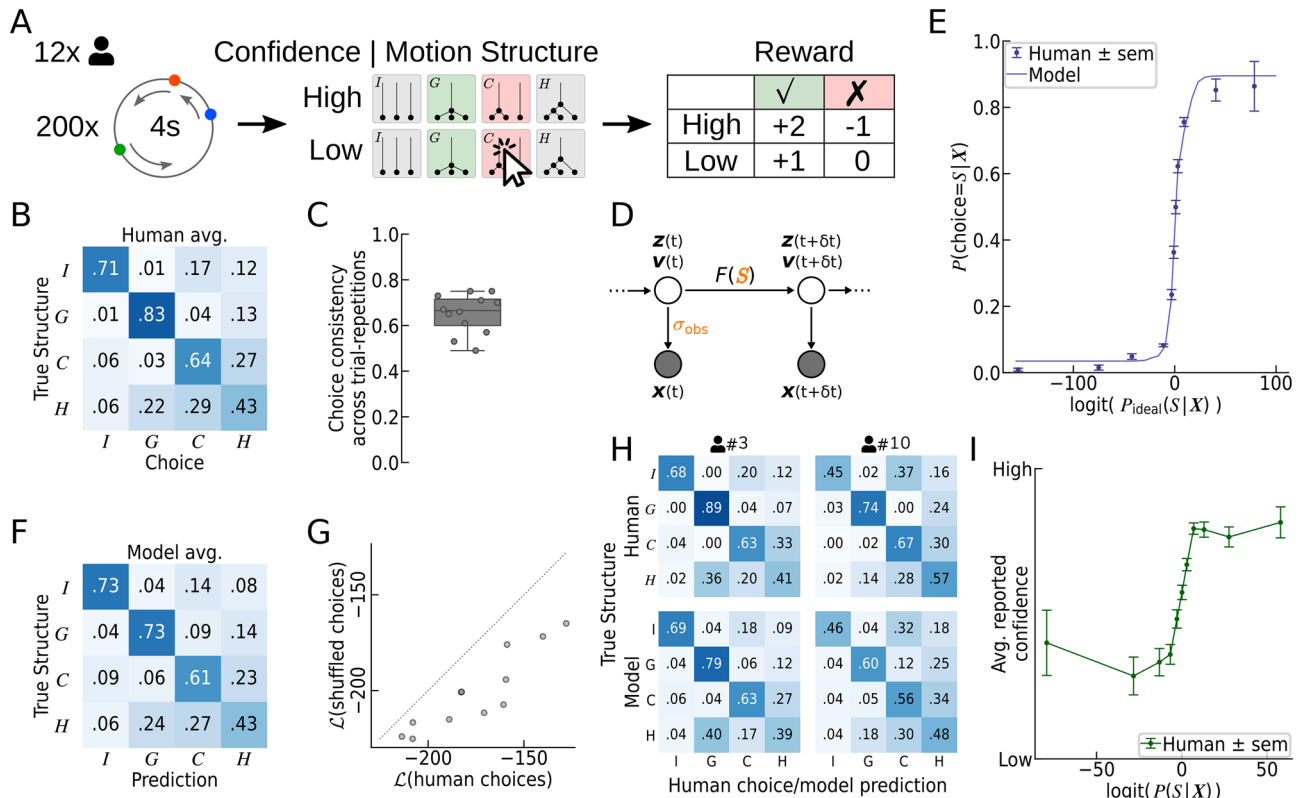 A
12x
200x
4s
Confidence | Motion Structure
High
I G C H
Low
I G C H
Reward
√ ✗
High +2 -1
Low +1 0
B
Human avg.
True Structure
I .71 .01 .17 .12
G .01 .83 .04 .13
C .06 .03 .64 .27
H .06 .22 .29 .43
I G C H
Choice
C
Choice consistency
across trial-repetitions
1.0
0.8
0.6
0.4
0.2
0.0
D
z(t)
v(t)
z(t+δt)
v(t+δt)
F(S)
σobs
x(t)
x(t+δt)
E
Human ± sem
Model
P(choice=S|X)
1.0
0.8
0.6
0.4
0.2
0.0
−100 0 100
logit( Pideal(S|X) )
F
Model avg.
True Structure
I .73 .04 .14 .08
G .04 .73 .09 .14
C .09 .06 .61 .23
H .06 .24 .27 .43
I G C H
Prediction
G
ℒ(shuffled choices)
−150
−200
−200 −150
ℒ(human choices)
H
#3
#10
True Structure
Human
I .68 .00 .20 .12 .45 .02 .37 .16
G .00 .89 .04 .07 .03 .74 .00 .24
C .04 .00 .63 .33 .00 .02 .67 .30
H .02 .36 .20 .41 .02 .14 .28 .57
Model
I .69 .04 .18 .09 .46 .04 .32 .18
G .04 .79 .06 .12 .04 .60 .12 .25
C .06 .04 .63 .27 .04 .05 .56 .34
H .04 .40 .17 .39 .04 .18 .30 .48
I G C H I G C H
Human choice/model prediction
I
High
Avg. reported
confidence
Low
Human ± sem
−50 0 50
logit(P(S|X))